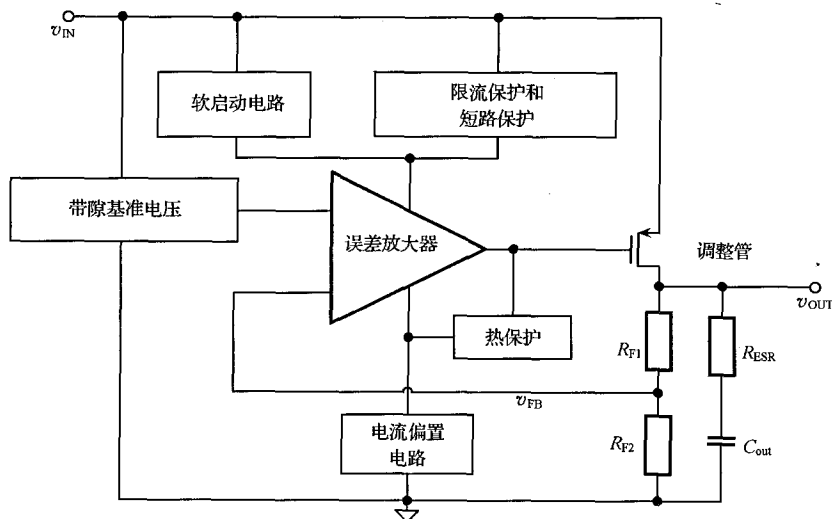 v_IN
软启动电路
限流保护和
短路保护
带隙基准电压
误差放大器
调整管
v_OUT
热保护
R_F1
R_ESR
v_FB
电流偏置
电路
R_F2
C_out